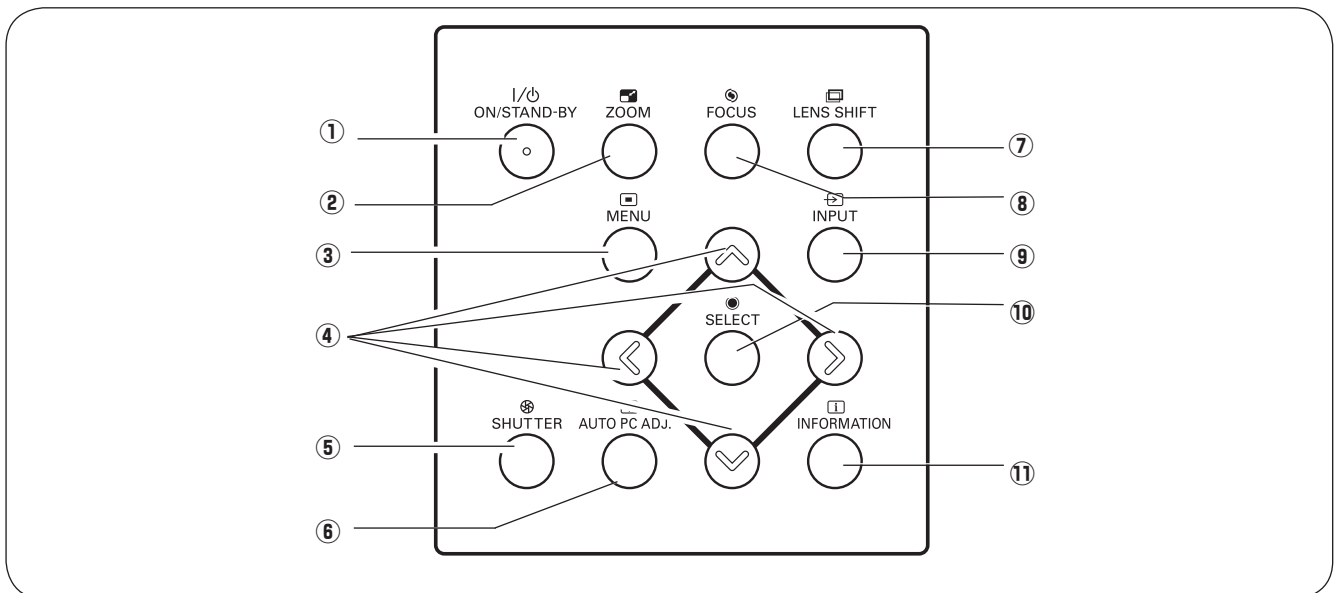 ON/STAND-BY ZOOM FOCUS LENS SHIFT
① ⑦
② ⑧
MENU INPUT
③ ⑨
④ ⑩
SELECT
SHUTTER AUTO PC ADJ. INFORMATION
⑤ ⑪
⑥